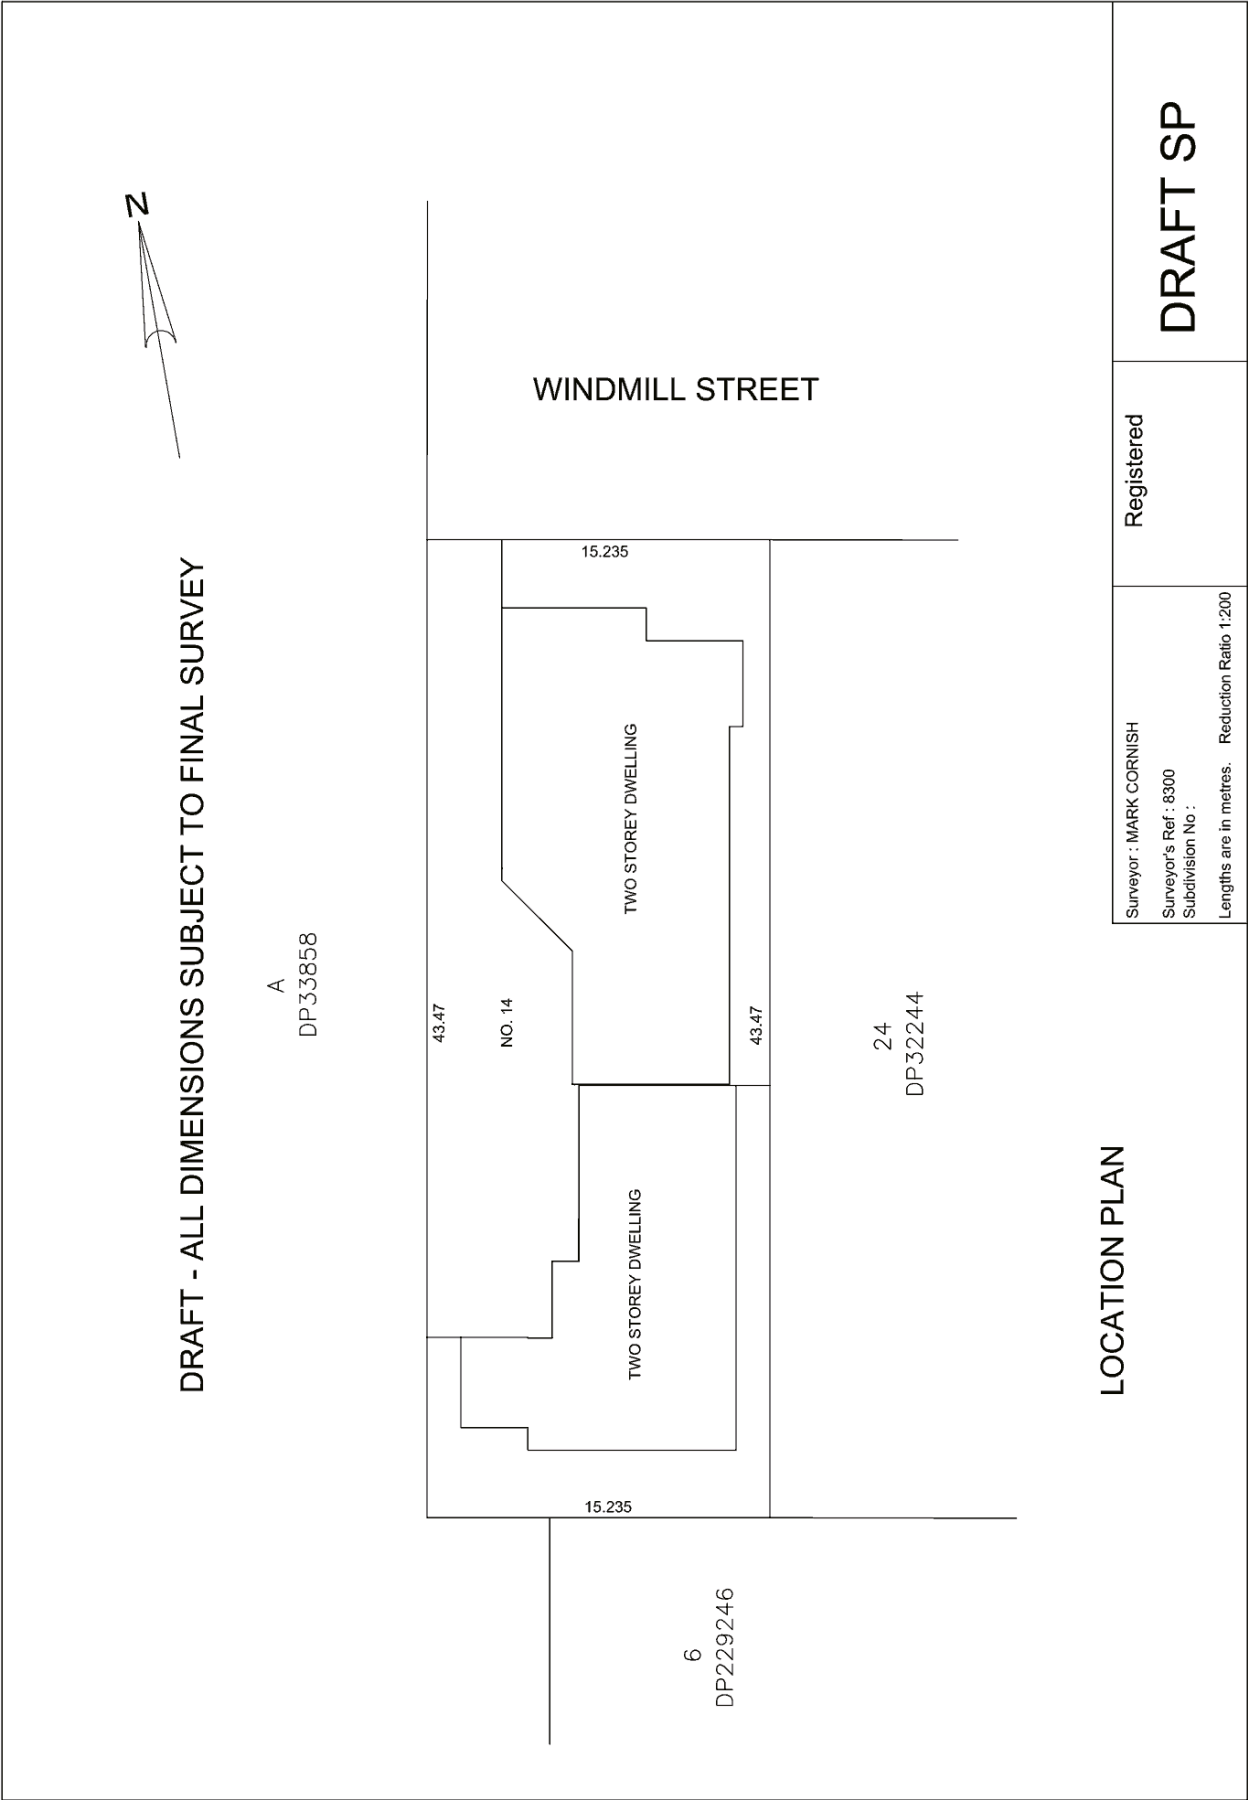 N
WINDMILL STREET
DRAFT - ALL DIMENSIONS SUBJECT TO FINAL SURVEY
A
DP33858
15.235
TWO STOREY DWELLING
43.47
NO. 14
43.47
24
DP32244
TWO STOREY DWELLING
15.235
6
DP229246
LOCATION PLAN
Surveyor : MARK CORNISH
Surveyor's Ref : 8300
Subdivision No :
Lengths are in metres. Reduction Ratio 1:200
Registered
DRAFT SP